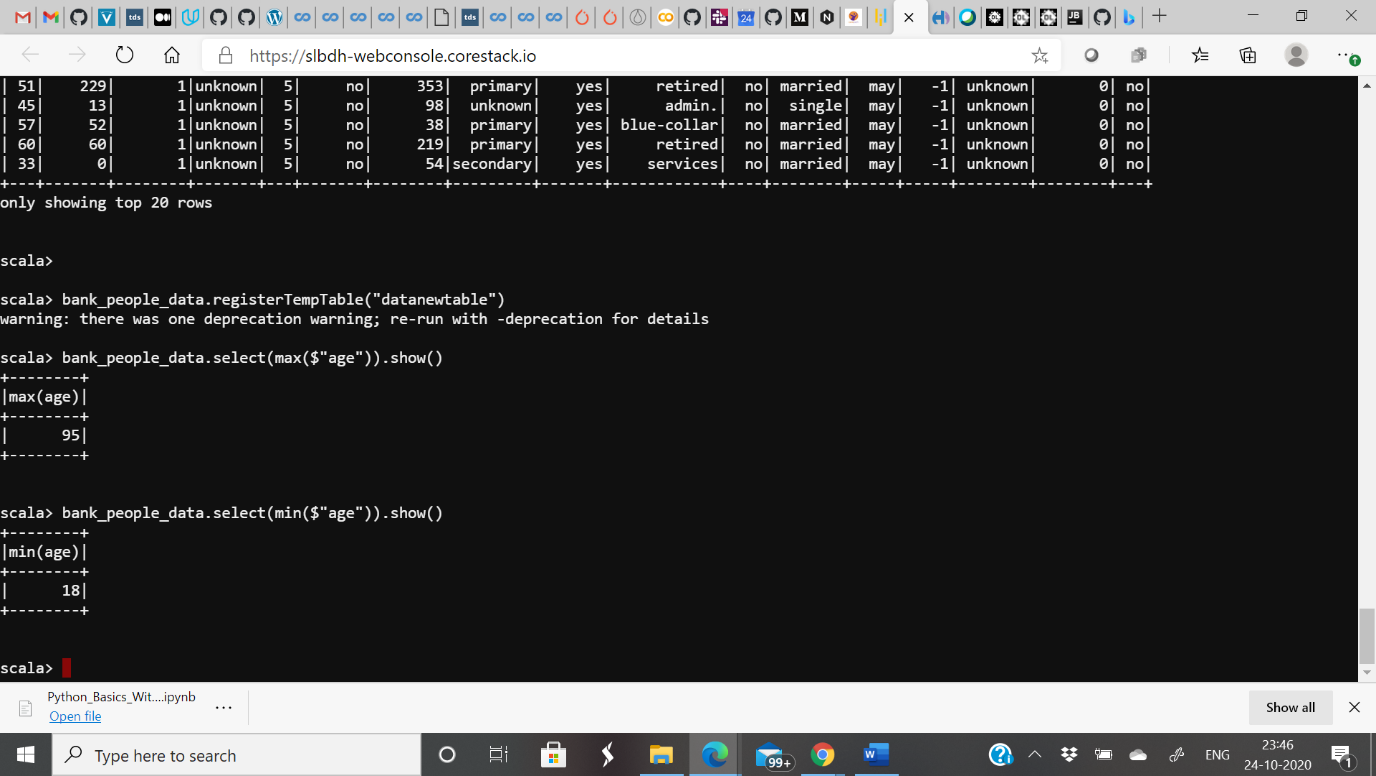 tds
24
tds
M
JB
https://slbdh-webconsole.corestack.io
| 51|    229|       1|unknown|  5|     no|     353|  primary|    yes|     retired|  no| married|  may|   -1| unknown|       0| no|
| 45|     13|       1|unknown|  5|     no|      98|  unknown|    yes|      admin.|  no|  single|  may|   -1| unknown|       0| no|
| 57|     52|       1|unknown|  5|     no|      38|  primary|    yes| blue-collar|  no| married|  may|   -1| unknown|       0| no|
| 60|     60|       1|unknown|  5|     no|     219|  primary|    yes|     retired|  no| married|  may|   -1| unknown|       0| no|
| 33|      0|       1|unknown|  5|     no|      54|secondary|    yes|    services|  no| married|  may|   -1| unknown|       0| no|
+---+-------+--------+-------+---+-------+--------+---------+-------+------------+----+--------+-----+-----+--------+--------+---+
only showing top 20 rows
scala>
scala> bank_people_data.registerTempTable("datanewtable")
warning: there was one deprecation warning; re-run with -deprecation for details
scala> bank_people_data.select(max($"age")).show()
+--------+
|max(age)|
+--------+
|      95|
+--------+
scala> bank_people_data.select(min($"age")).show()
+--------+
|min(age)|
+--------+
|      18|
+--------+
scala>
Python_Basics_Wit....ipynb
Open file
Show all
Type here to search
99+
ENG
23:46
24-10-2020
1